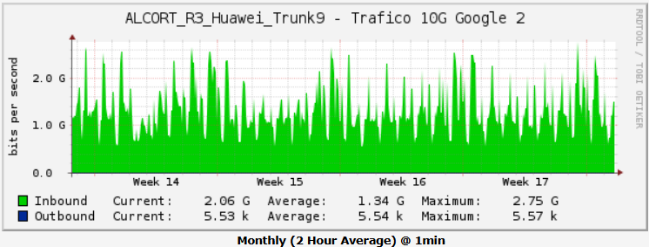 ALCORT_R3_Huawei_Trunk9 - Trafico 10G Google 2
RRDTOOL / TOBI OETIKER
bits per second
2.0 G
1.0 G
0.0
Week 14 Week 15 Week 16 Week 17
Inbound Current: 2.06 G Average: 1.34 G Maximum: 2.75 G
Outbound Current: 5.53 k Average: 5.54 k Maximum: 5.57 k
Monthly (2 Hour Average) @ 1min